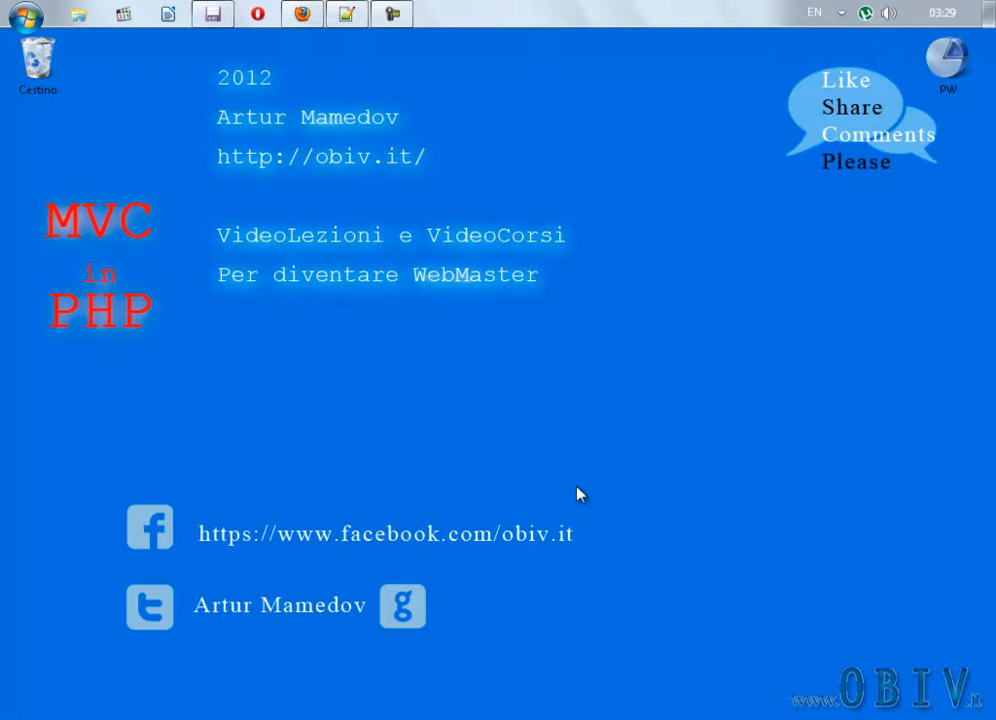 EN
03:29
Cestino
PW
2012
Artur Mamedov
http://obiv.it/
Like
Share
Comments
Please
MVC
in
PHP
VideoLezioni e VideoCorsi
Per diventare WebMaster
https://www.facebook.com/obiv.it
Artur Mamedov
www.OBIV.it